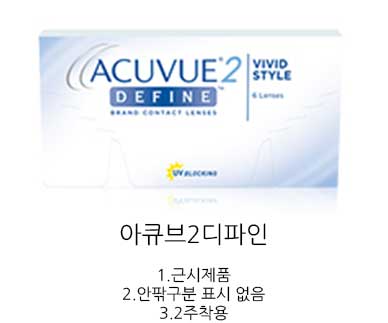 ACUVUE®2
VIVID
STYLE
DEFINE™
6 Lenses
BRAND CONTACT LENSES
UV BLOCKING
아큐브2디파인
1.근시제품
2.안팎구분 표시 없음
3.2주착용